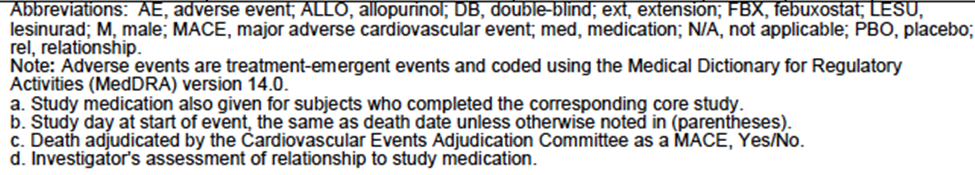 Abbreviations: AE, adverse event; ALLO, allopurinol; DB, double-blind; ext, extension; FBX, febuxostat; LESU,
lesinurad; M, male; MACE, major adverse cardiovascular event; med, medication; N/A, not applicable; PBO, placebo;
rel, relationship.
Note: Adverse events are treatment-emergent events and coded using the Medical Dictionary for Regulatory
Activities (MedDRA) version 14.0.
a. Study medication also given for subjects who completed the corresponding core study.
b. Study day at start of event, the same as death date unless otherwise noted in (parentheses).
c. Death adjudicated by the Cardiovascular Events Adjudication Committee as a MACE, Yes/No.
d. Investigator's assessment of relationship to study medication.